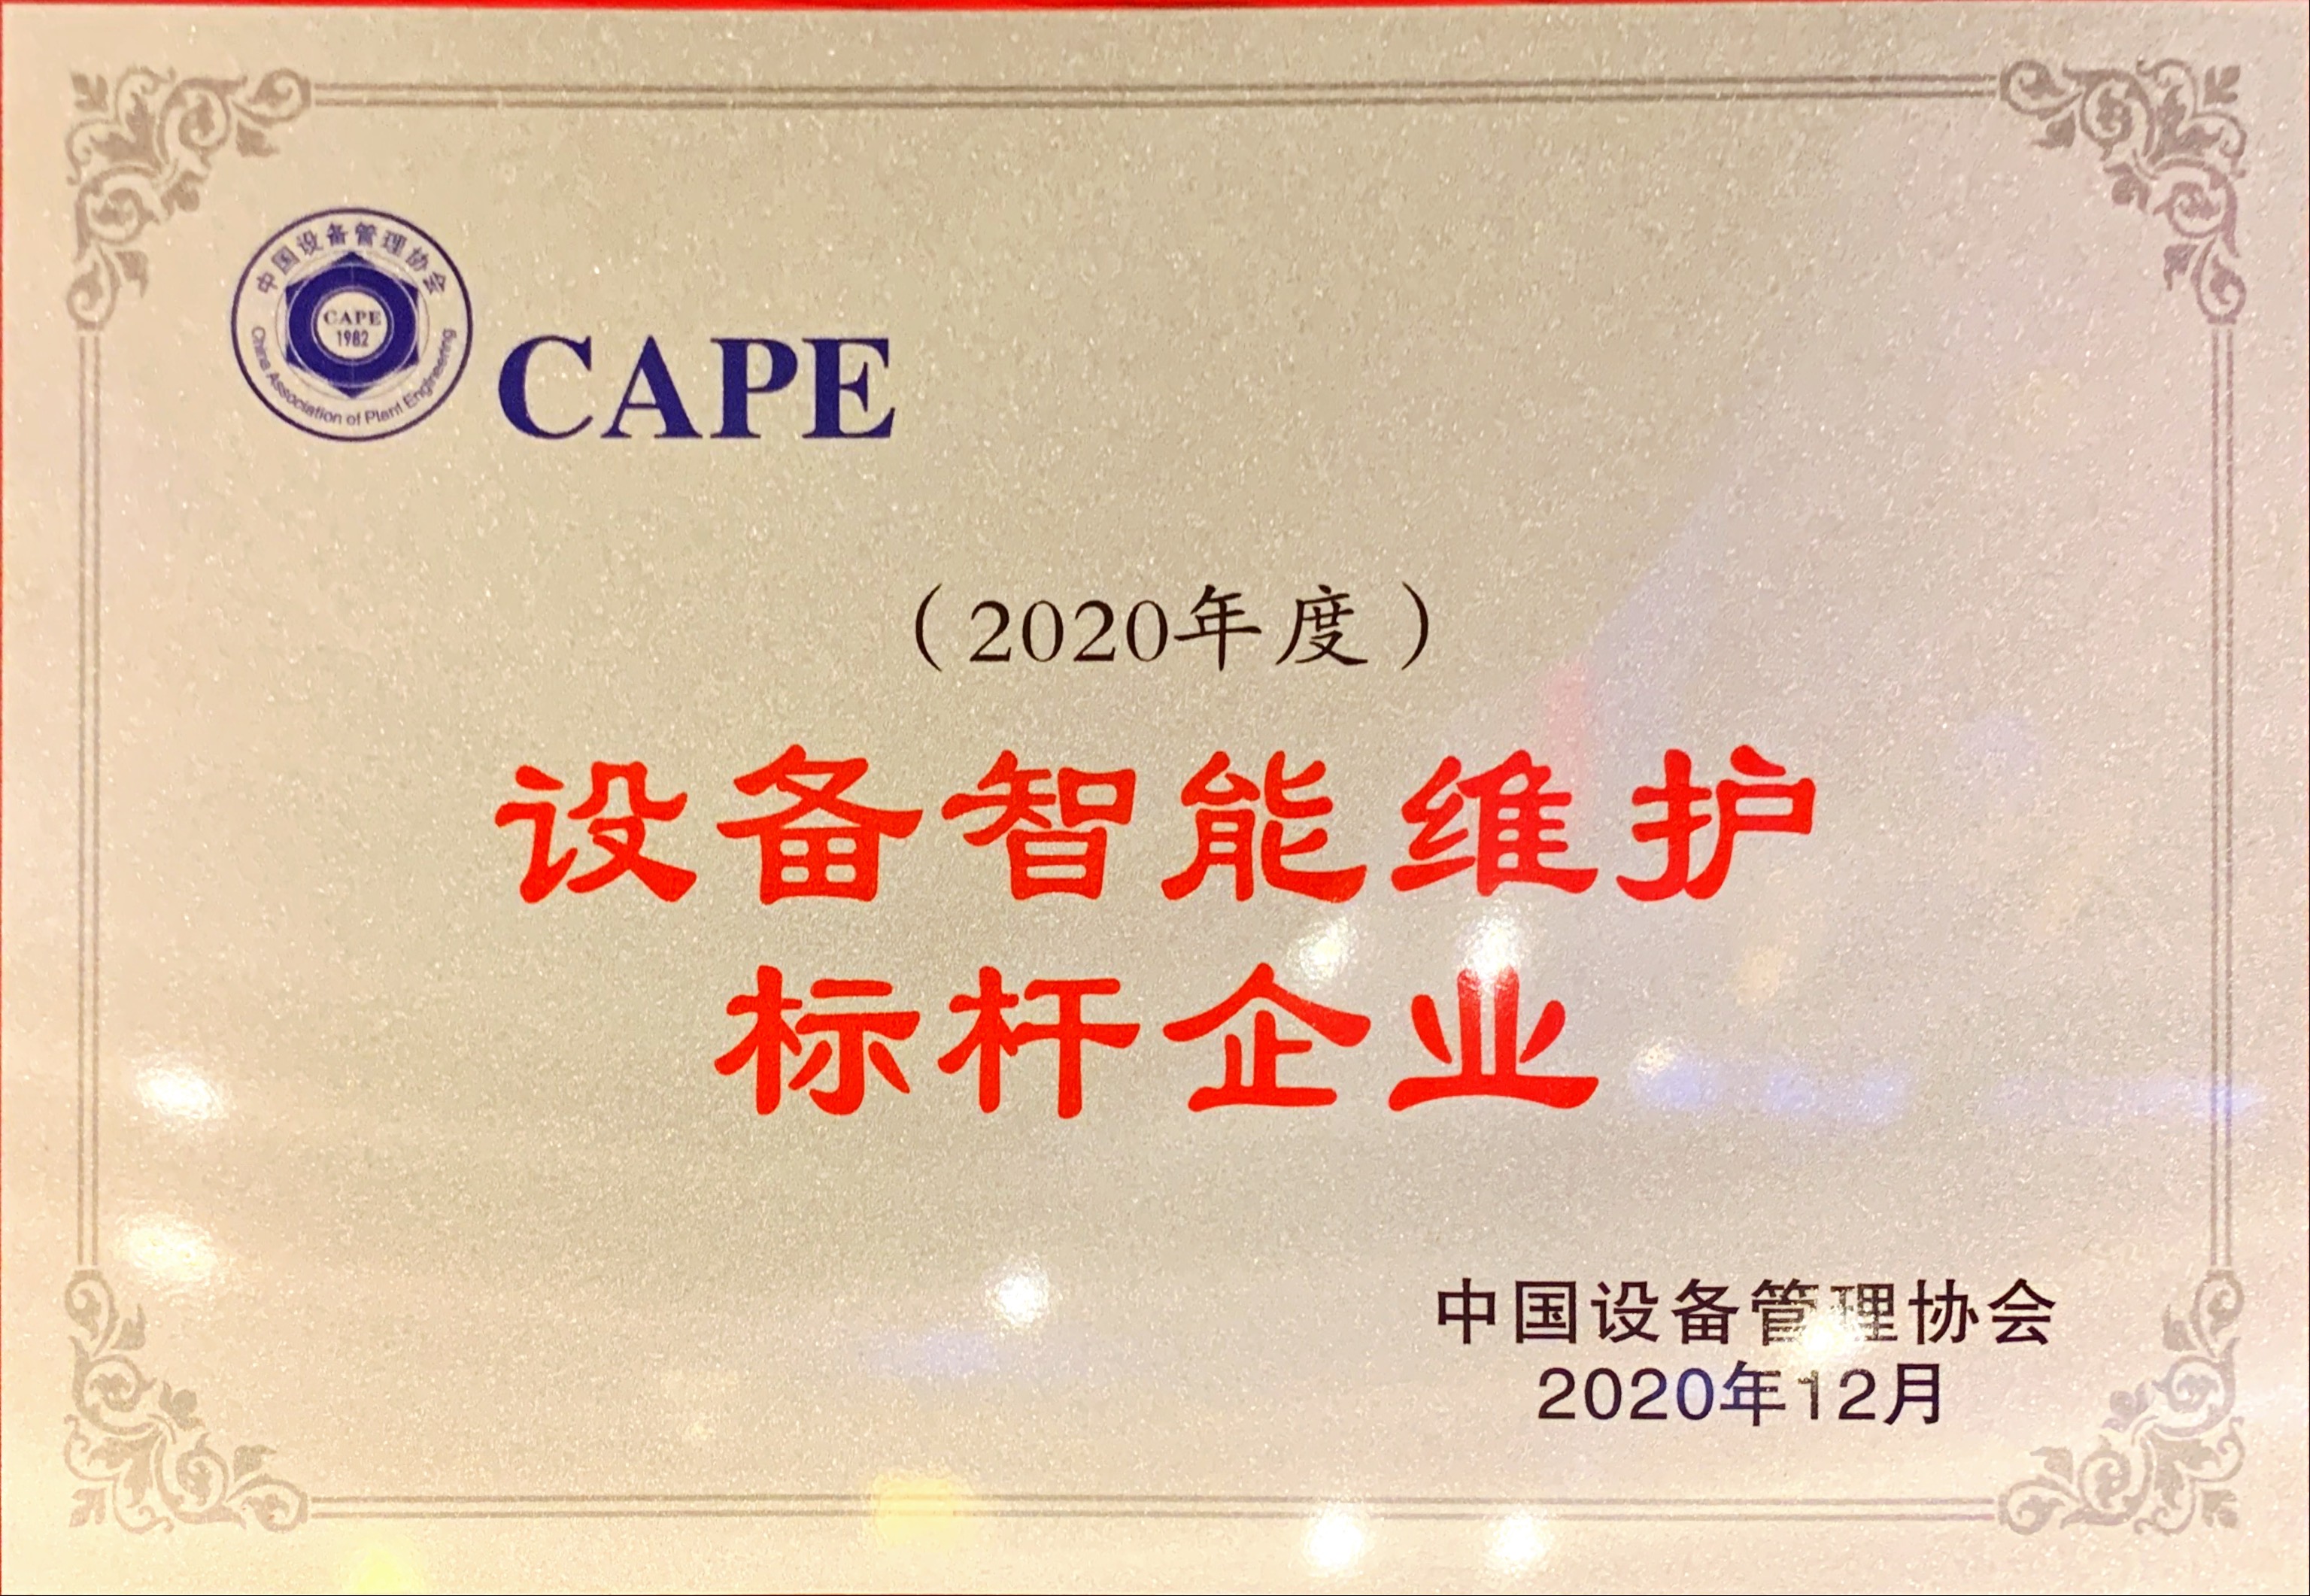 中国设备管理协会
CAPE
1982
China Association of Plant Engineering
CAPE
（2020年度）
设备智能维护
标杆企业
中国设备管理协会
2020年12月